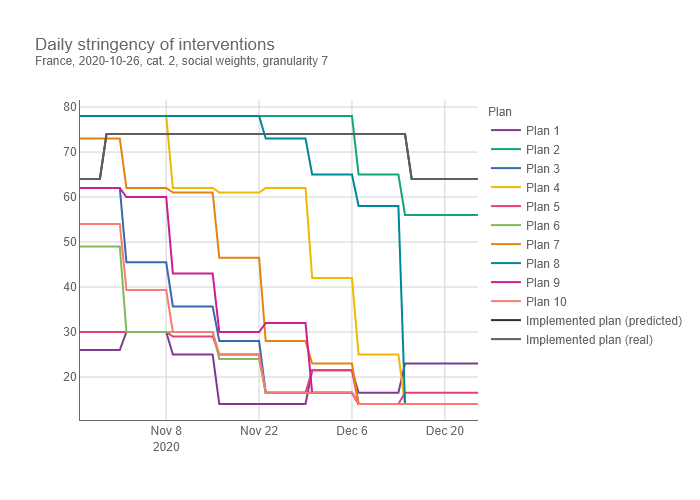 Daily stringency of interventions
France, 2020-10-26, cat. 2, social weights, granularity 7
Plan
Plan 1
Plan 2
Plan 3
Plan 4
Plan 5
Plan 6
Plan 7
Plan 8
Plan 9
Plan 10
Implemented plan (predicted)
Implemented plan (real)
80
70
60
50
40
30
20
Nov 8 Nov 22 Dec 6 Dec 20
2020